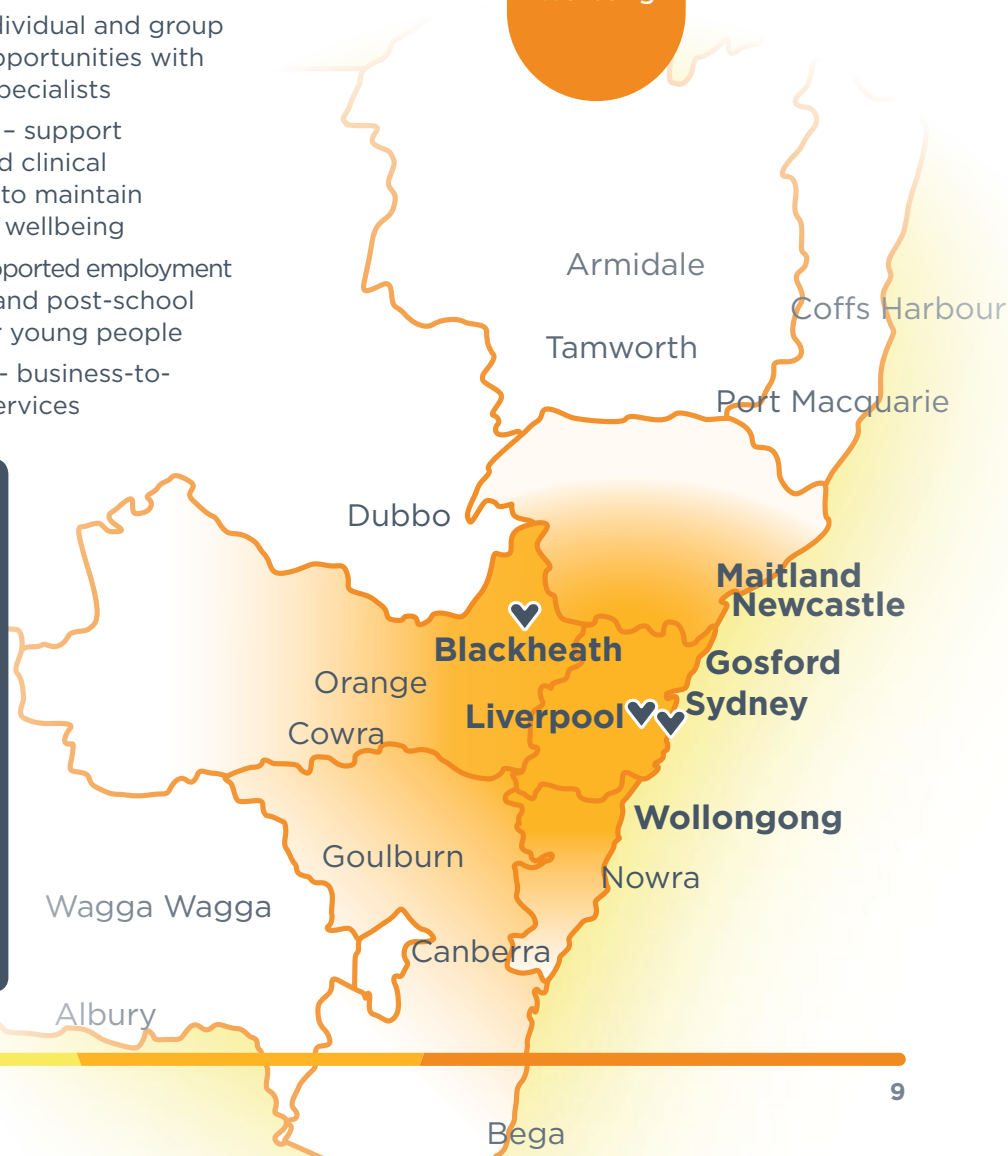 dividual and group
pportunities with
pecialists
– support
d clinical
to maintain
wellbeing
pported employment
and post-school
r young people
– business-to-
ervices
Armidale
Coffs Harbour
Tamworth
Port Macquarie
Dubbo
Maitland
Newcastle
Blackheath
Gosford
Orange
Sydney
Liverpool
Cowra
Wollongong
Goulburn
Nowra
Wagga Wagga
Canberra
Albury
9
Bega